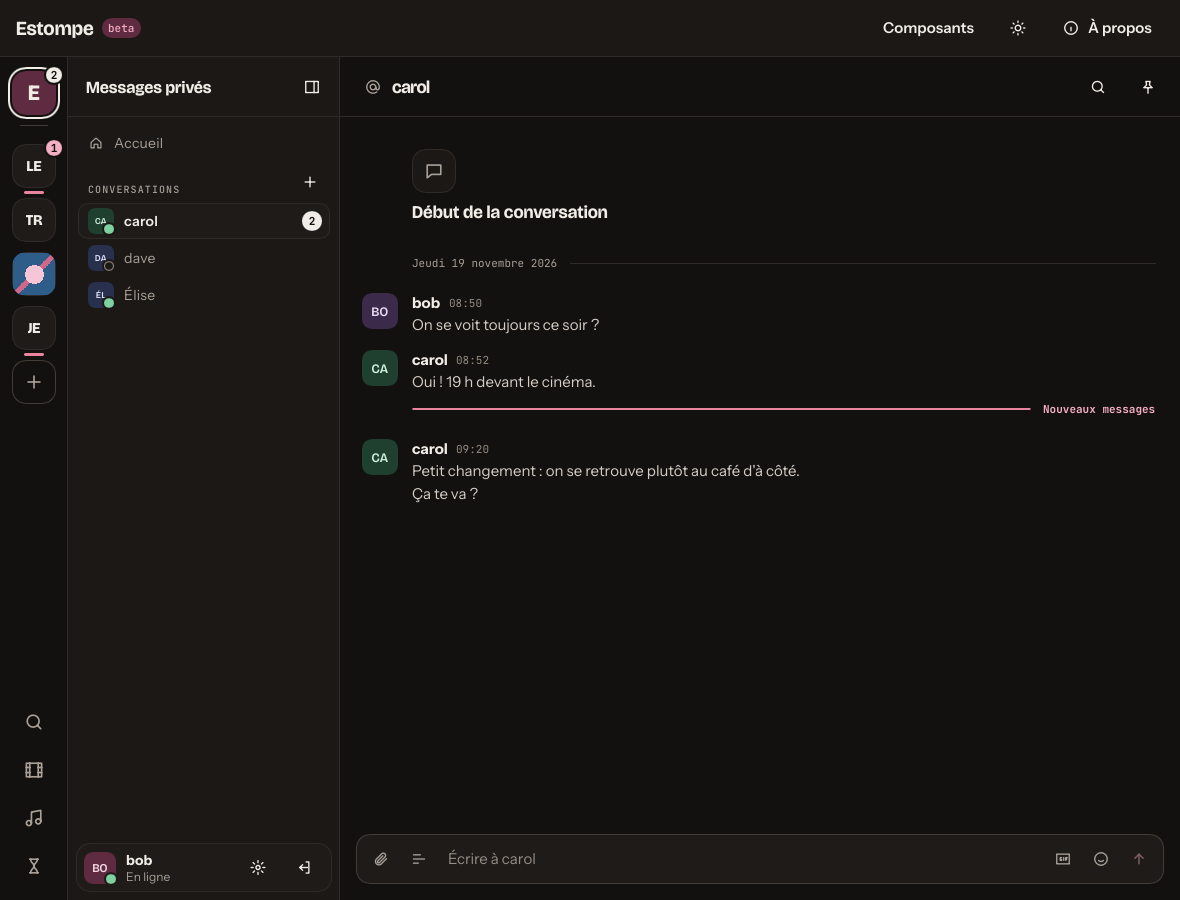 Estompe beta
Composants
À propos
E
2
LE
1
TR
JE
Messages privés
Accueil
CONVERSATIONS
CA carol 2
DA dave
ÉL Élise
BO bob
En ligne
carol
Début de la conversation
Jeudi 19 novembre 2026
BO bob 08:50
On se voit toujours ce soir ?
CA carol 08:52
Oui ! 19 h devant le cinéma.
Nouveaux messages
CA carol 09:20
Petit changement : on se retrouve plutôt au café d'à côté.
Ça te va ?
Écrire à carol
GIF